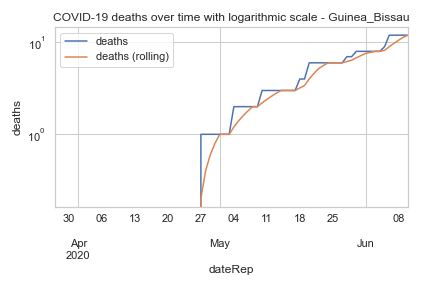 COVID-19 deaths over time with logarithmic scale - Guinea_Bissau
deaths
deaths (rolling)
10¹
10⁰
deaths
30 06 13 20 27 04 11 18 25 08
Apr May Jun
2020
dateRep